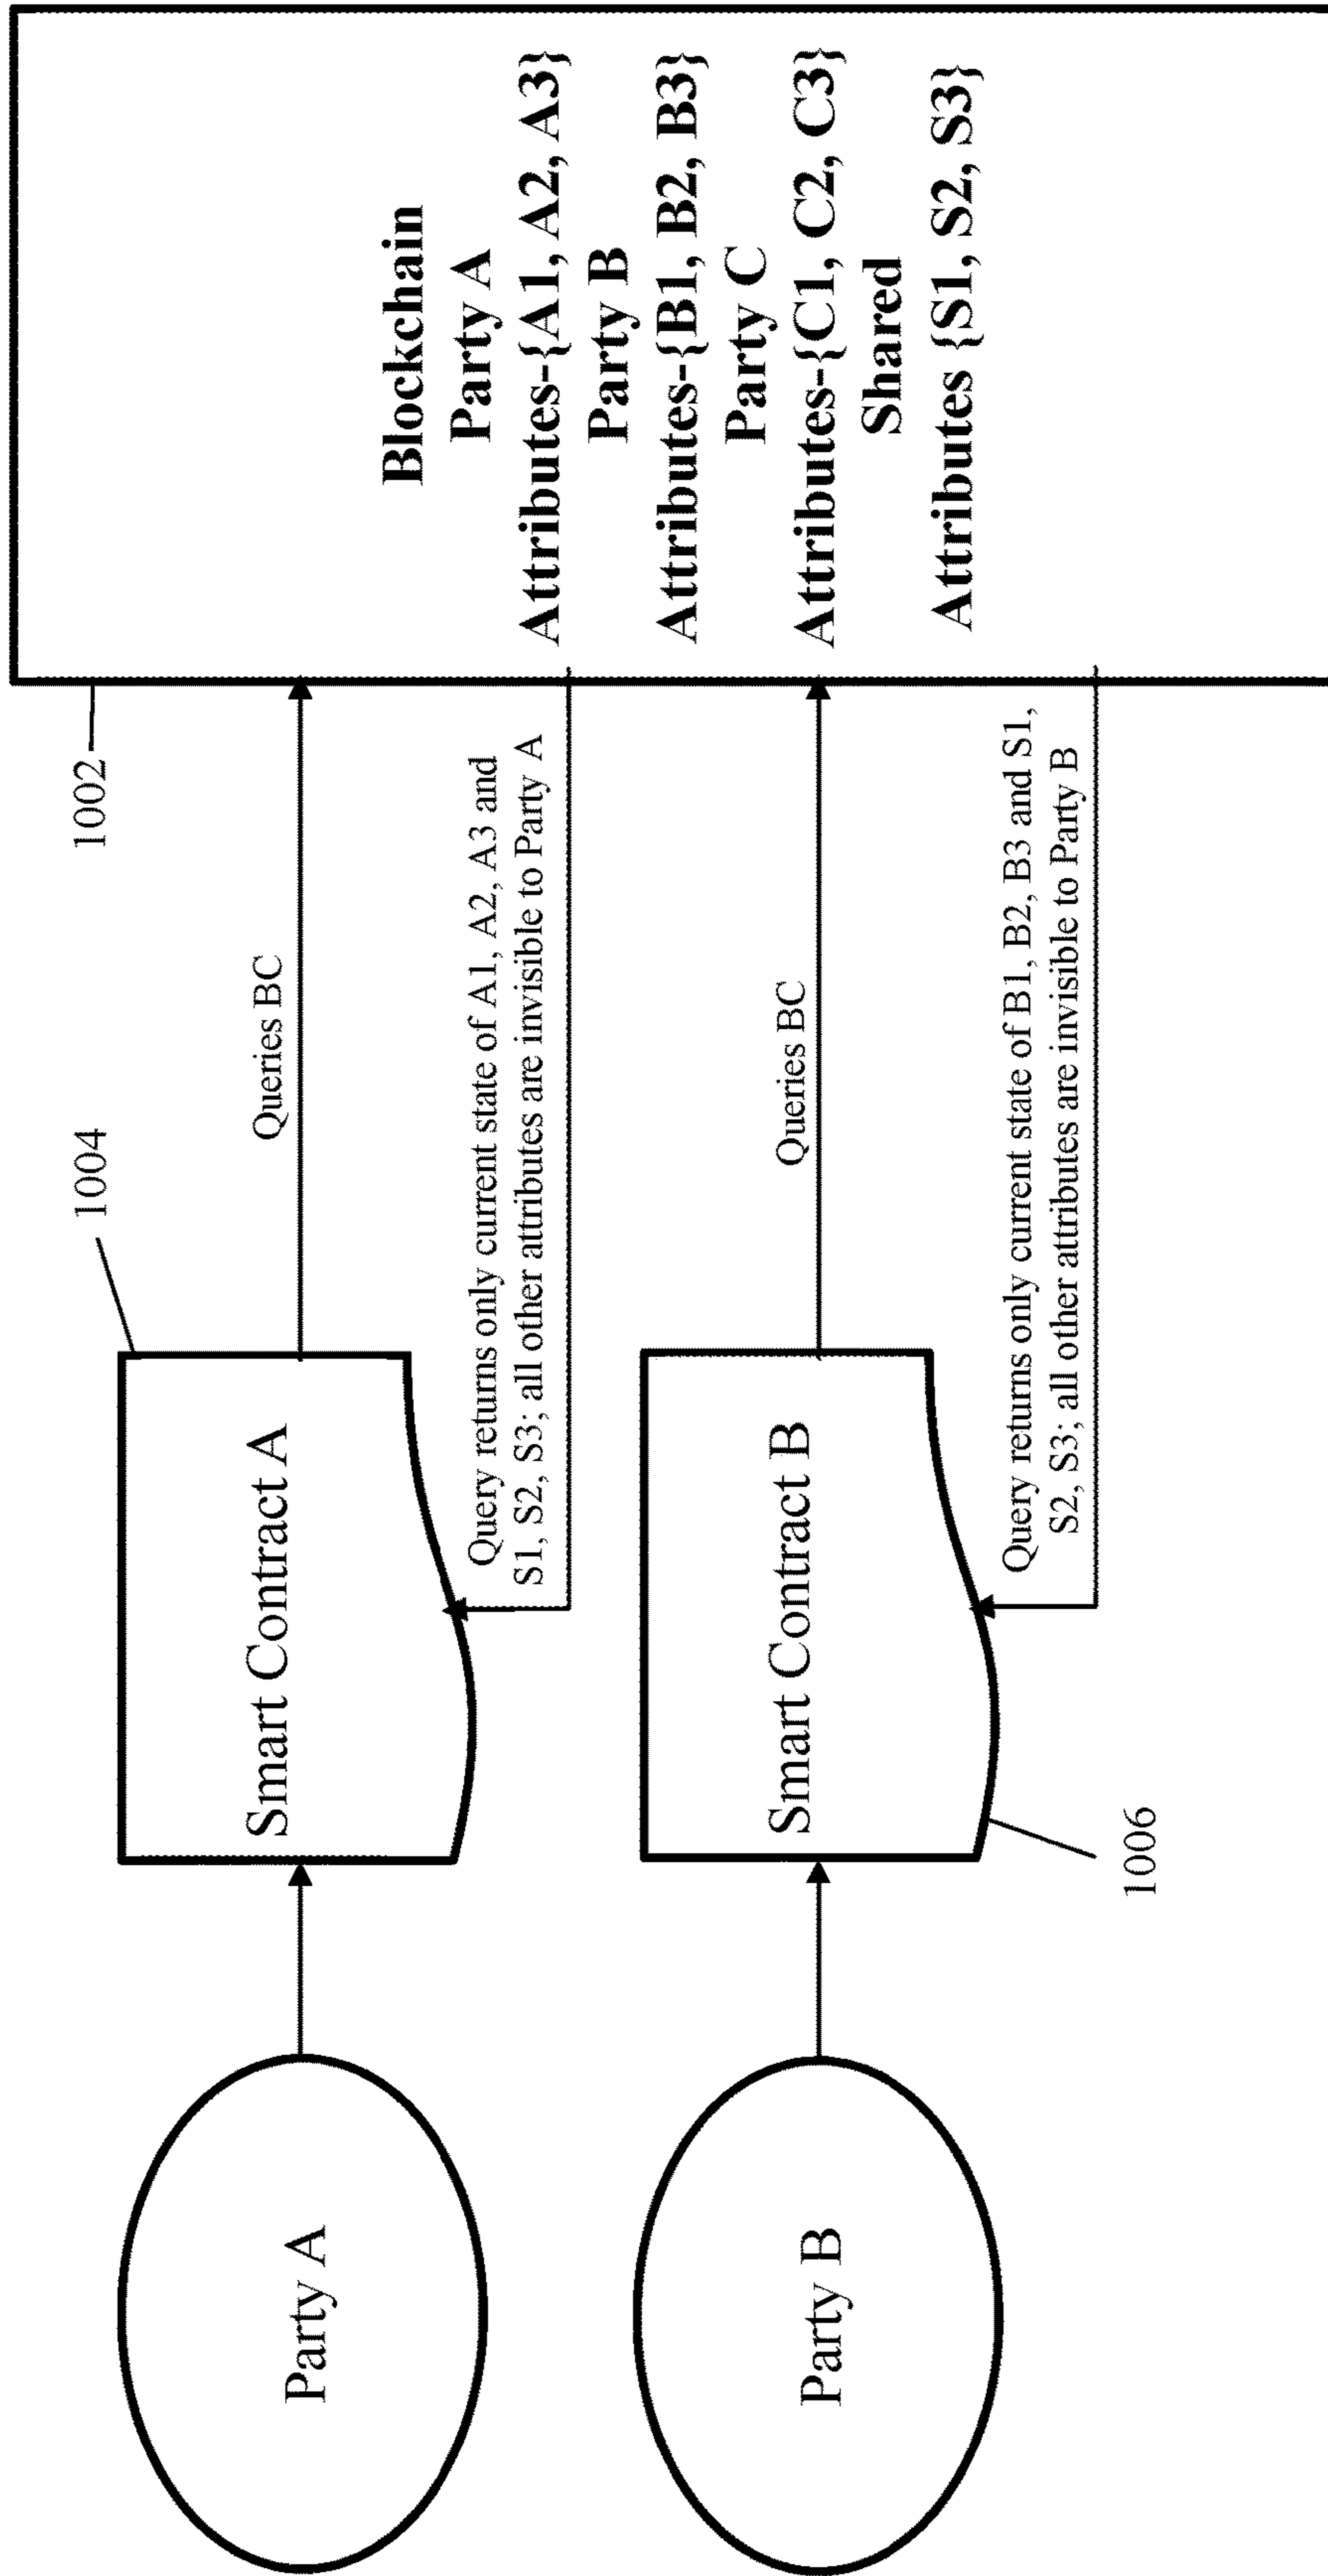 1004
1002
Party A
Smart Contract A
Queries BC
Query returns only current state of A1, A2, A3 and
S1, S2, S3; all other attributes are invisible to Party A
Party B
Smart Contract B
Queries BC
Query returns only current state of B1, B2, B3 and S1,
S2, S3; all other attributes are invisible to Party B
1006
Blockchain
Party A
Attributes-{A1, A2, A3}
Party B
Attributes-{B1, B2, B3}
Party C
Attributes-{C1, C2, C3}
Shared
Attributes {S1, S2, S3}